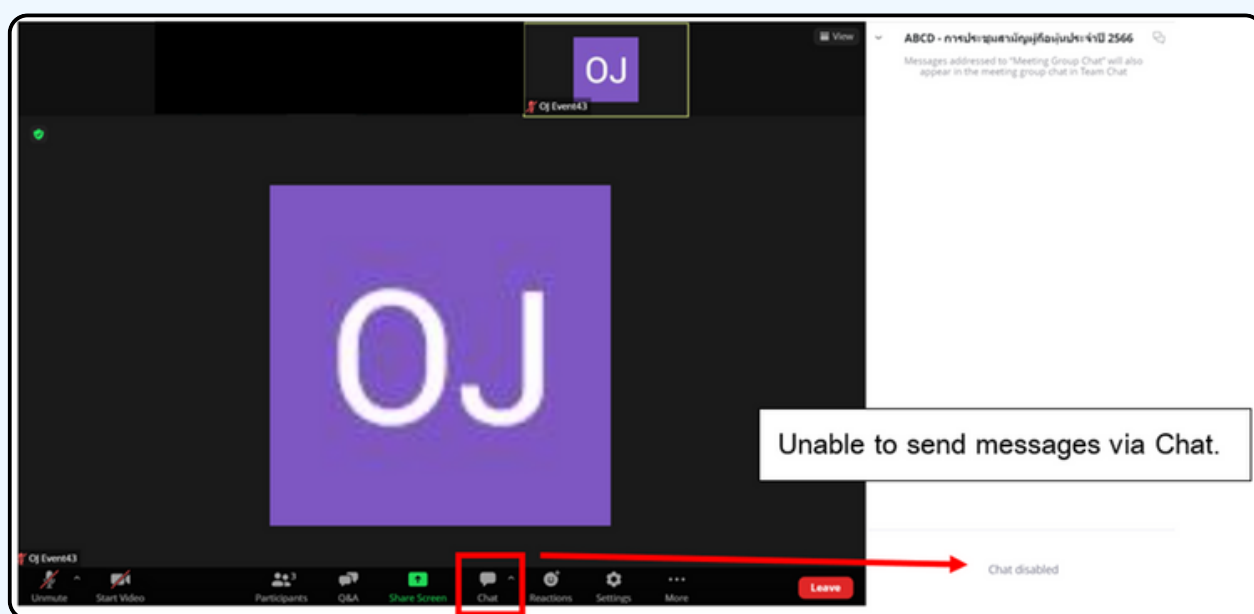 View
OJ
OJ Event43
OJ
OJ Event43
Unmute
Start Video
3
Participants
Q&A
Share Screen
Chat
Reactions
Settings
More
Leave
ABCD - การประชุมสามัญผู้ถือหุ้นประจำปี 2566
Messages addressed to "Meeting Group Chat" will also
appear in the meeting group chat in Team Chat
Unable to send messages via Chat.
Chat disabled